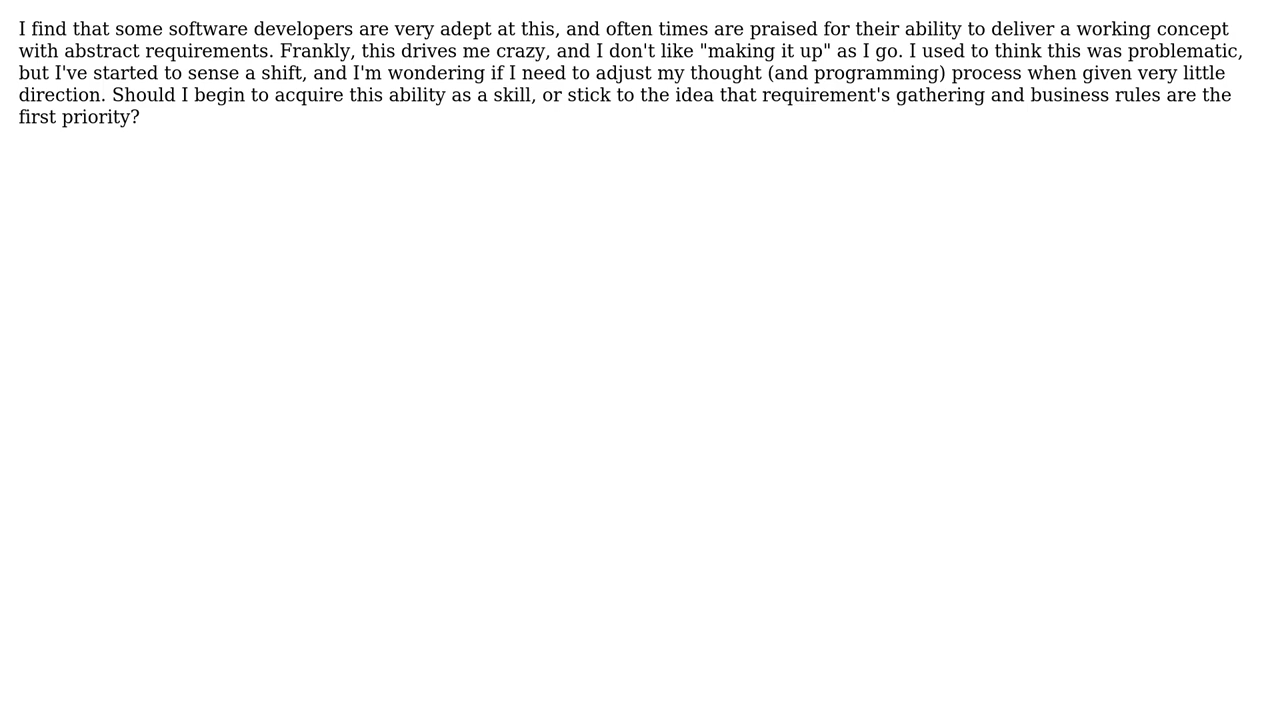 I find that some software developers are very adept at this, and often times are praised for their ability to deliver a working concept
with abstract requirements. Frankly, this drives me crazy, and I don't like "making it up" as I go. I used to think this was problematic,
but I've started to sense a shift, and I'm wondering if I need to adjust my thought (and programming) process when given very little
direction. Should I begin to acquire this ability as a skill, or stick to the idea that requirement's gathering and business rules are the
first priority?